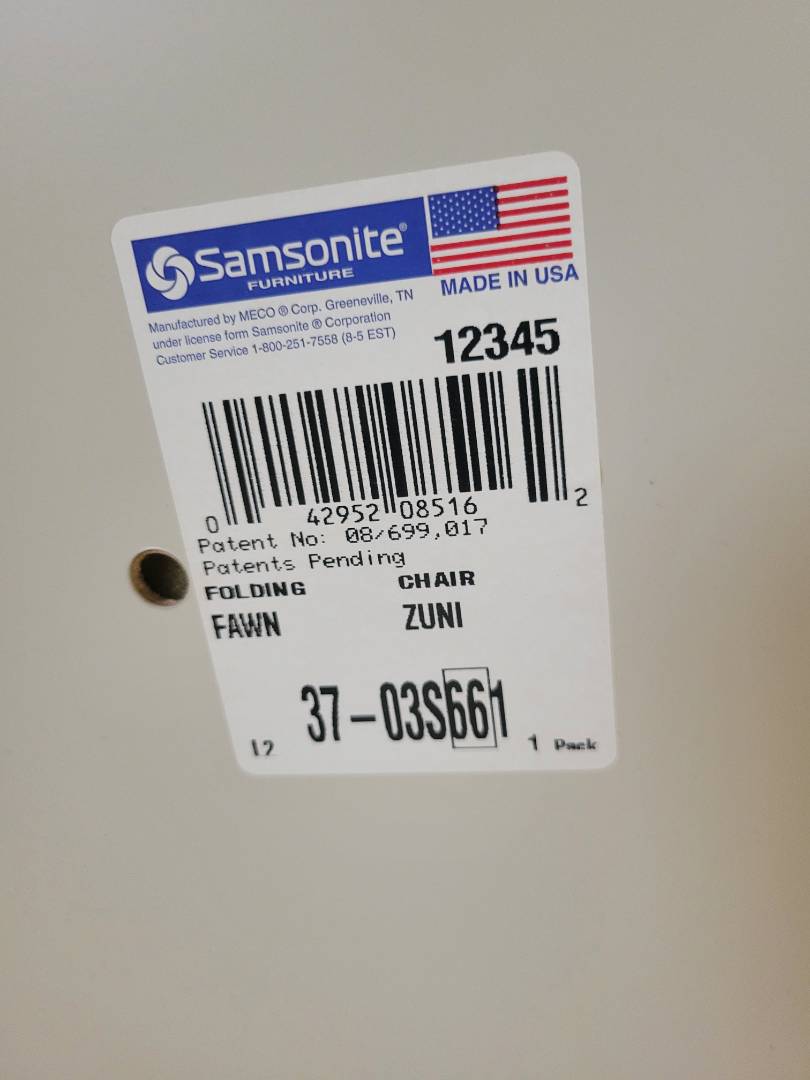 Samsonite®
FURNITURE
MADE IN USA
Manufactured by MECO ® Corp. Greeneville, TN
under license form Samsonite ® Corporation
Customer Service 1-800-251-7558 (8-5 EST)
12345
0 42952 08516 2
Patent No: 08/699,017
Patents Pending
FOLDING CHAIR
FAWN ZUNI
37-03S661
12 1 Pack